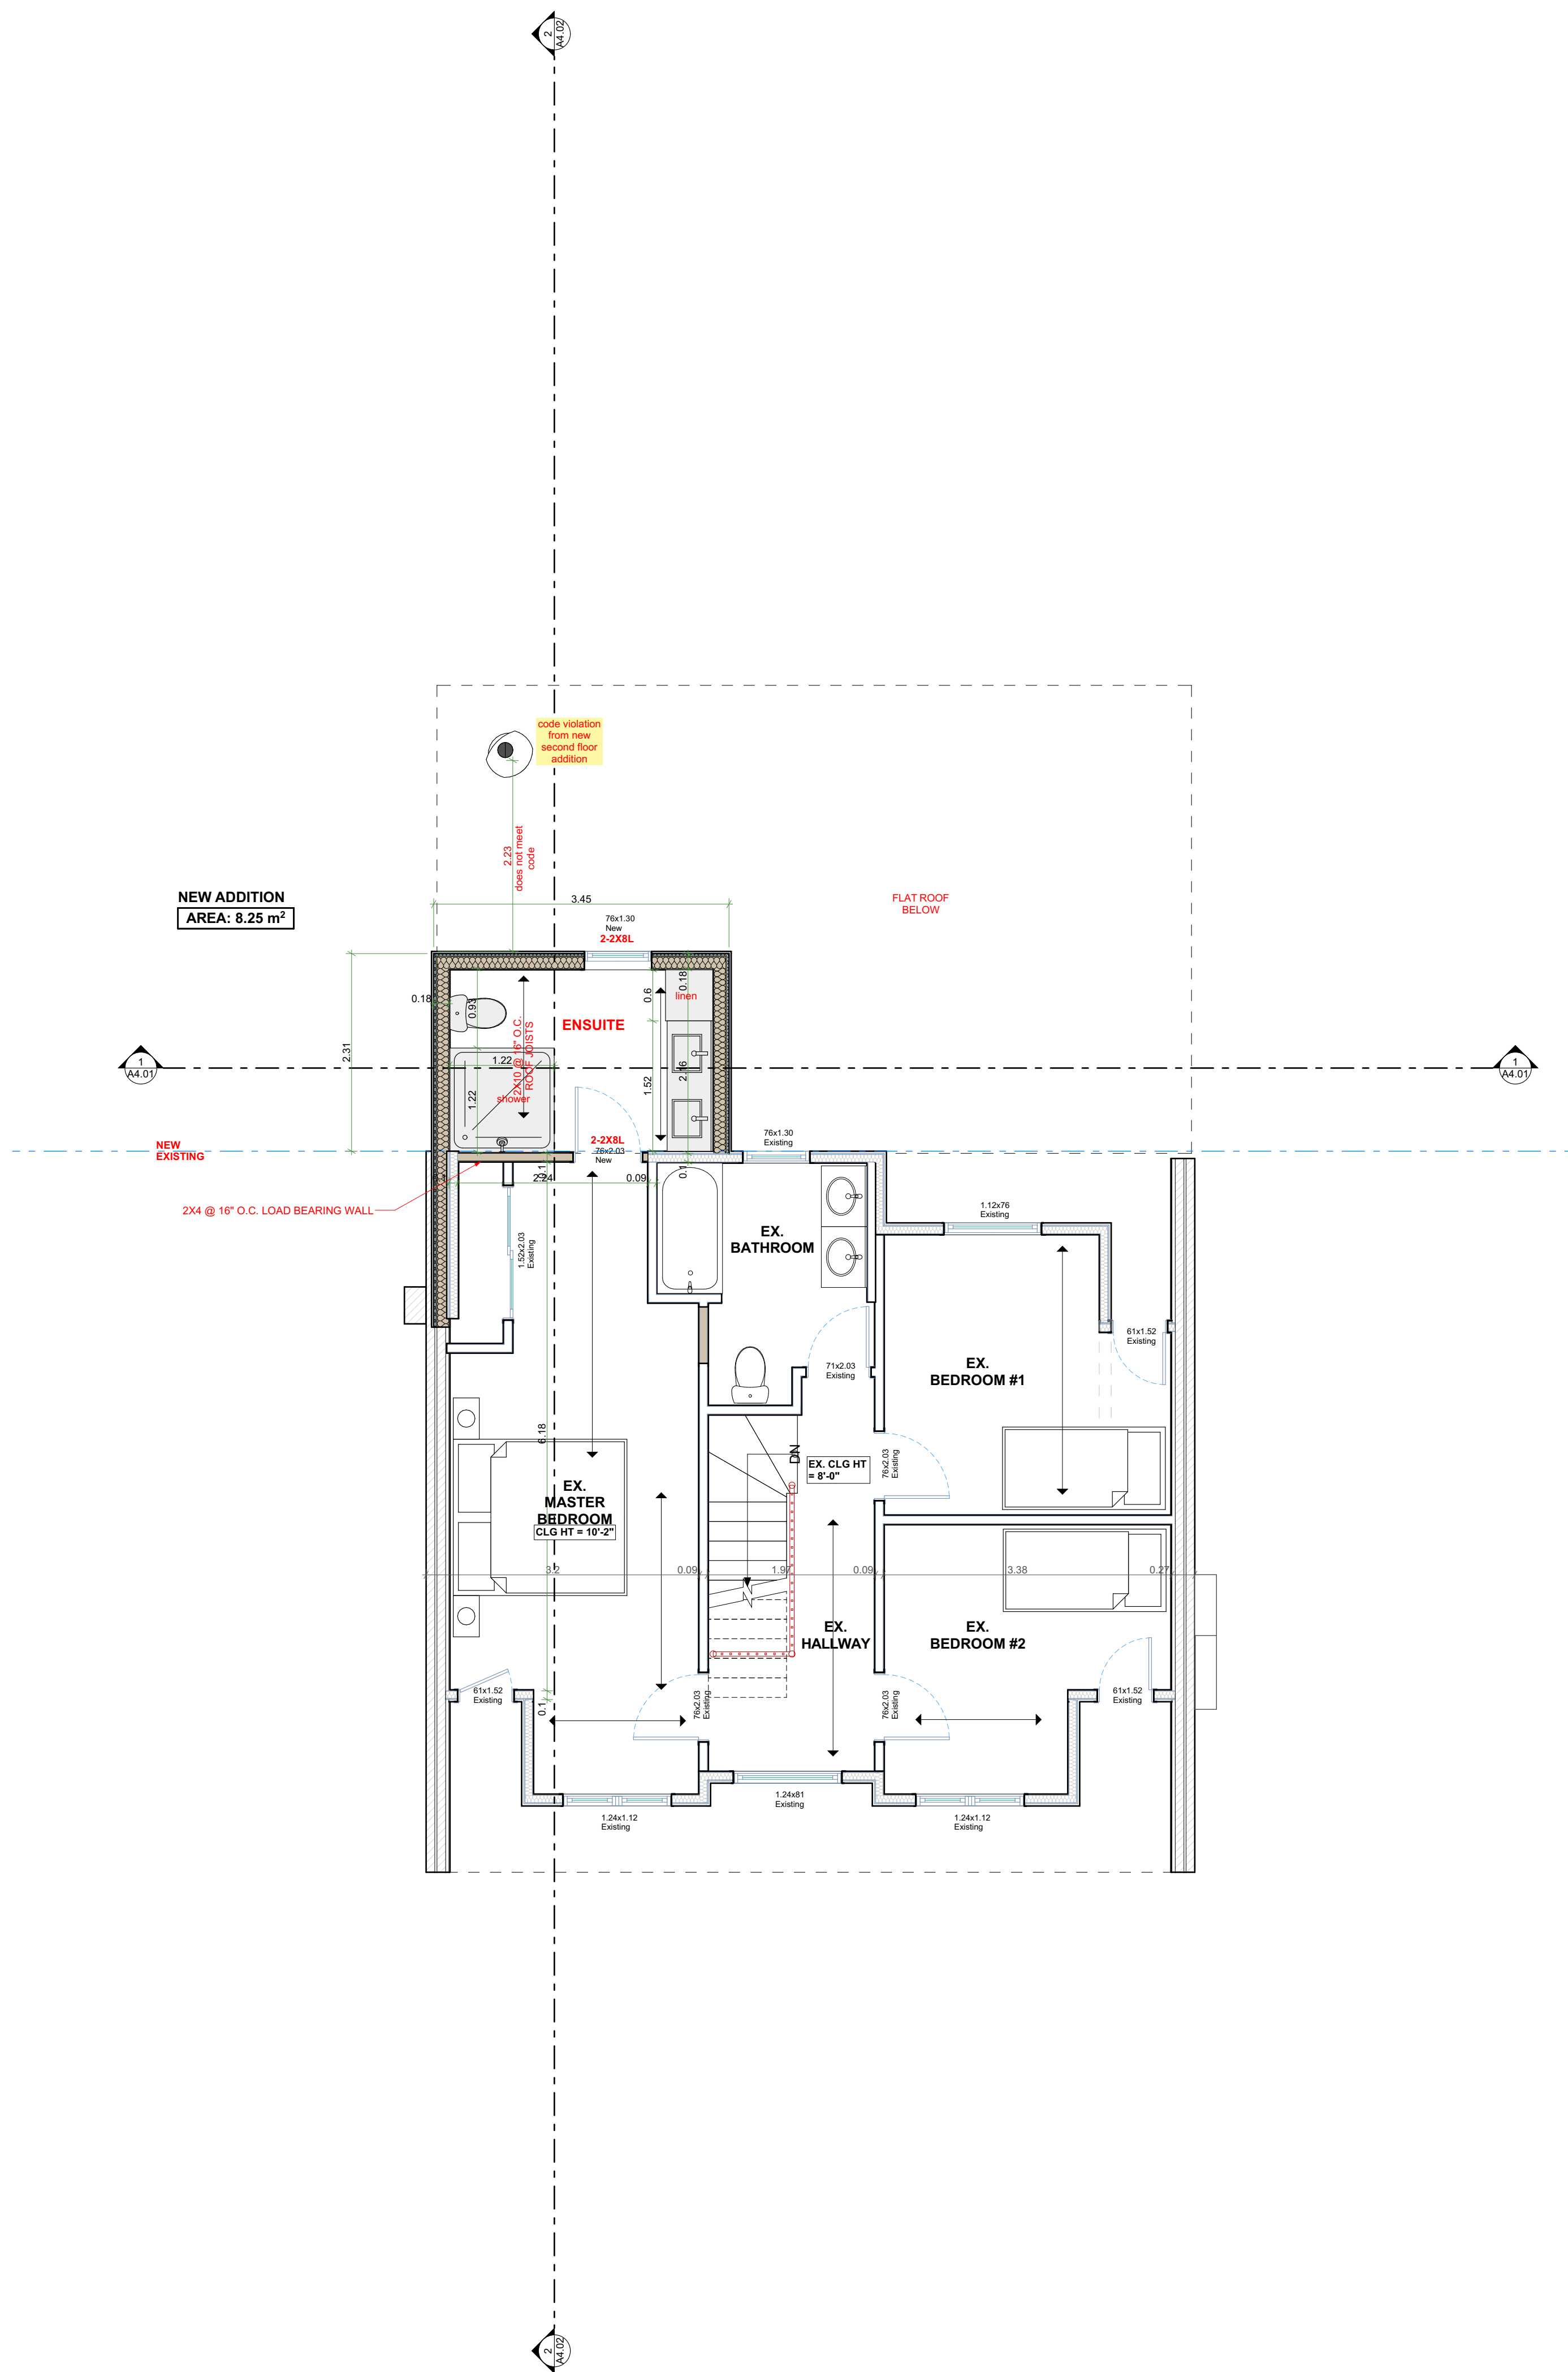 2
A4.02
code violation
from new
second floor
addition
2.23
does not meet
code
NEW ADDITION
AREA: 8.25 m²
3.45
FLAT ROOF
BELOW
76x1.30
New
2-2X8L
0.18
0.93
0.6
0.18
linen
ENSUITE
2X10 @ 16" O.C.
ROOF JOISTS
2.31
1.22
1.22
shower
1.52
2.16
1
A4.01
1
A4.01
NEW
EXISTING
2-2X8L
76x2.03
New
76x1.30
Existing
0.1
2.24
0.09
0.1
2X4 @ 16" O.C. LOAD BEARING WALL
1.52x2.03
Existing
EX.
BATHROOM
1.12x76
Existing
61x1.52
Existing
71x2.03
Existing
EX.
BEDROOM #1
6.18
DN
EX. CLG HT
= 8'-0"
76x2.03
Existing
EX.
MASTER
BEDROOM
CLG HT = 10'-2"
3.2
0.09
1.97
0.09
3.38
0.27
EX.
HALLWAY
EX.
BEDROOM #2
61x1.52
Existing
0.1
76x2.03
Existing
76x2.03
Existing
61x1.52
Existing
1.24x81
Existing
1.24x1.12
Existing
1.24x1.12
Existing
2
A4.02